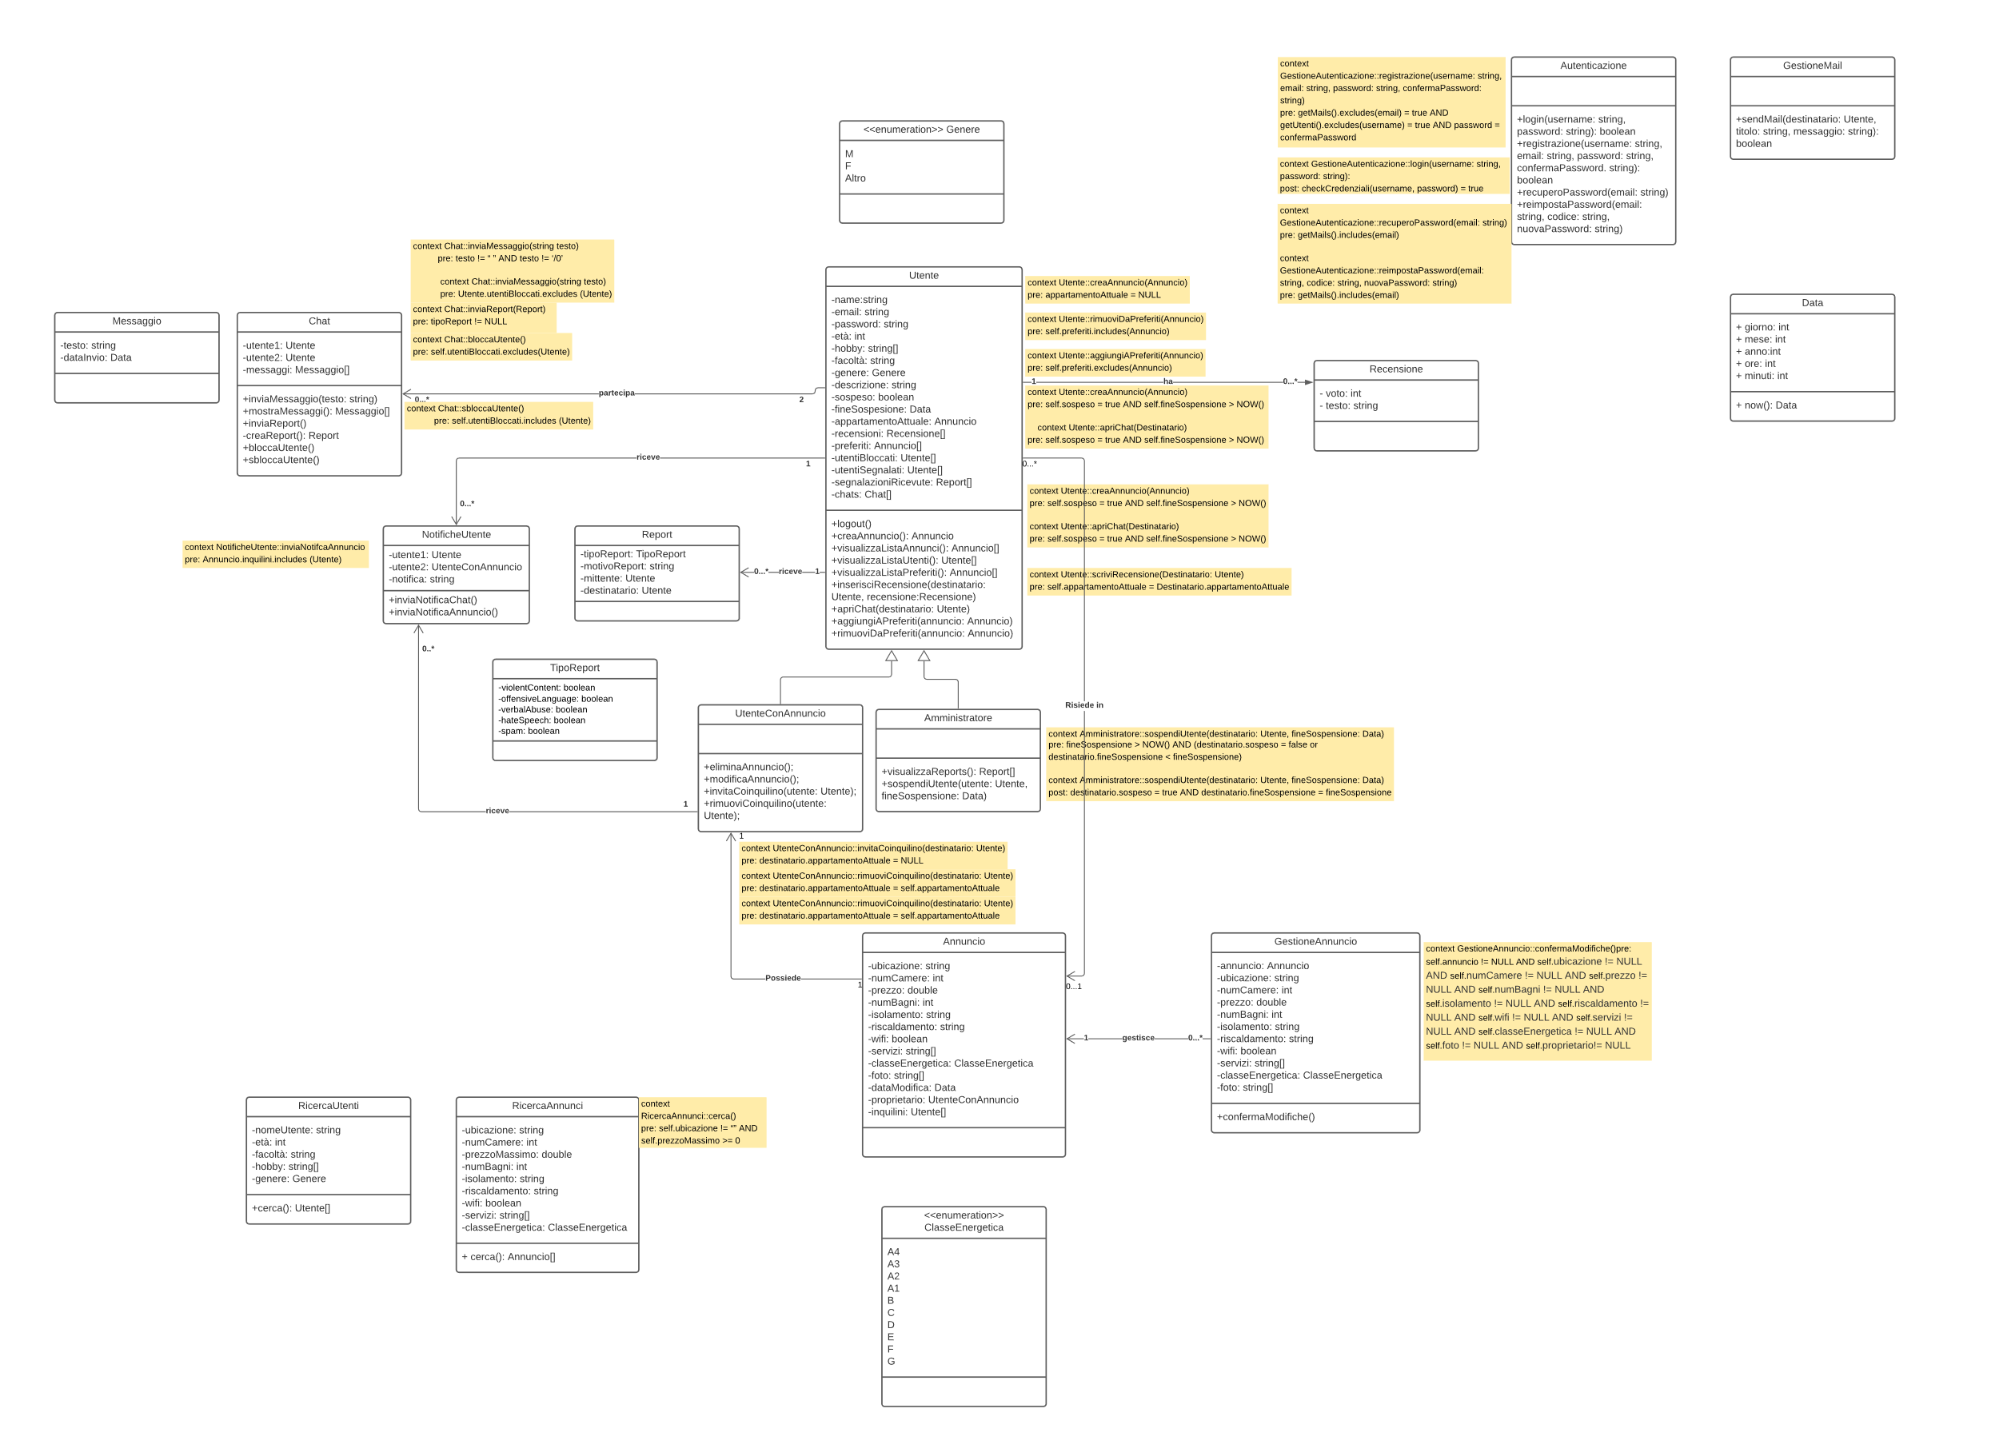 context
GestioneAutenticazione::registrazione(username: string,
email: string, password: string, confermaPassword:
string)
pre: getMails().excludes(email) = true AND
getUtenti().excludes(username) = true AND password =
confermaPassword
context GestioneAutenticazione::login(username: string,
password: string):
post: checkCredenziali(username, password) = true
context
GestioneAutenticazione::recuperoPassword(email: string)
pre: getMails().includes(email)
context
GestioneAutenticazione::reimpostaPassword(email:
string, codice: string, nuovaPassword: string)
pre: getMails().includes(email)
Autenticazione
+login(username: string,
password: string): boolean
+registrazione(username: string,
email: string, password: string,
confermaPassword. string):
boolean
+recuperoPassword(email: string)
+reimpostaPassword(email:
string, codice: string,
nuovaPassword: string)
GestioneMail
+sendMail(destinatario: Utente,
titolo: string, messaggio: string):
boolean
<<enumeration>> Genere
M
F
Altro
context Chat::inviaMessaggio(string testo)
pre: testo != “ ” AND testo != '/0'
context Chat::inviaMessaggio(string testo)
pre: Utente.utentiBloccati.excludes (Utente)
context Chat::inviaReport(Report)
pre: tipoReport != NULL
context Chat::bloccaUtente()
pre: self.utentiBloccati.excludes(Utente)
Messaggio
-testo: string
-dataInvio: Data
Chat
-utente1: Utente
-utente2: Utente
-messaggi: Messaggio[]
+inviaMessaggio(testo: string)
+mostraMessaggi(): Messaggio[]
+inviaReport()
-creaReport(): Report
+bloccaUtente()
+sbloccaUtente()
0...*
partecipa
2
context Chat::sbloccaUtente()
pre: self.utentiBloccati.includes (Utente)
Utente
-name:string
-email: string
-password: string
-età: int
-hobby: string[]
-facoltà: string
-genere: Genere
-descrizione: string
-sospeso: boolean
-fineSospesione: Data
-appartamentoAttuale: Annuncio
-recensioni: Recensione[]
-preferiti: Annuncio[]
-utentiBloccati: Utente[]
-utentiSegnalati: Utente[]
-segnalazioniRicevute: Report[]
-chats: Chat[]
+logout()
+creaAnnuncio(): Annuncio
+visualizzaListaAnnunci(): Annuncio[]
+visualizzaListaUtenti(): Utente[]
+visualizzaListaPreferiti(): Annuncio[]
+inserisciRecensione(destinatario:
Utente, recensione:Recensione)
+apriChat(destinatario: Utente)
+aggiungiAPreferiti(annuncio: Annuncio)
+rimuoviDaPreferiti(annuncio: Annuncio)
context Utente::creaAnnuncio(Annuncio)
pre: appartamentoAttuale = NULL
context Utente::rimuoviDaPreferiti(Annuncio)
pre: self.preferiti.includes(Annuncio)
context Utente::aggiungiAPreferiti(Annuncio)
pre: self.preferiti.excludes(Annuncio)
1
ha
0...*
context Utente::creaAnnuncio(Annuncio)
pre: self.sospeso = true AND self.fineSospensione > NOW()
context Utente::apriChat(Destinatario)
pre: self.sospeso = true AND self.fineSospensione > NOW()
0...*
context Utente::creaAnnuncio(Annuncio)
pre: self.sospeso = true AND self.fineSospensione > NOW()
context Utente::apriChat(Destinatario)
pre: self.sospeso = true AND self.fineSospensione > NOW()
context Utente::scriviRecensione(Destinatario: Utente)
pre: self.appartamentoAttuale = Destinatario.appartamentoAttuale
Recensione
- voto: int
- testo: string
Data
+ giorno: int
+ mese: int
+ anno:int
+ ore: int
+ minuti: int
+ now(): Data
riceve
1
0...*
context NotificheUtente::inviaNotifcaAnnuncio
pre: Annuncio.inquilini.includes (Utente)
NotificheUtente
-utente1: Utente
-utente2: UtenteConAnnuncio
-notifica: string
+inviaNotificaChat()
+inviaNotificaAnnuncio()
Report
-tipoReport: TipoReport
-motivoReport: string
-mittente: Utente
-destinatario: Utente
0...*
riceve
1
0..*
TipoReport
-violentContent: boolean
-offensiveLanguage: boolean
-verbalAbuse: boolean
-hateSpeech: boolean
-spam: boolean
UtenteConAnnuncio
+eliminaAnnuncio();
+modificaAnnuncio();
+invitaCoinquilino(utente: Utente);
+rimuoviCoinquilino(utente:
Utente);
Amministratore
+visualizzaReports(): Report[]
+sospendiUtente(utente: Utente,
fineSospensione: Data)
Risiede in
context Amministratore::sospendiUtente(destinatario: Utente, fineSospensione: Data)
pre: fineSospensione > NOW() AND (destinatario.sospeso = false or
destinatario.fineSospensione < fineSospensione)
context Amministratore::sospendiUtente(destinatario: Utente, fineSospensione: Data)
post: destinatario.sospeso = true AND destinatario.fineSospensione = fineSospensione
1
riceve
1
context UtenteConAnnuncio::invitaCoinquilino(destinatario: Utente)
pre: destinatario.appartamentoAttuale = NULL
context UtenteConAnnuncio::rimuoviCoinquilino(destinatario: Utente)
pre: destinatario.appartamentoAttuale = self.appartamentoAttuale
context UtenteConAnnuncio::rimuoviCoinquilino(destinatario: Utente)
pre: destinatario.appartamentoAttuale = self.appartamentoAttuale
Possiede
1
Annuncio
-ubicazione: string
-numCamere: int
-prezzo: double
-numBagni: int
-isolamento: string
-riscaldamento: string
-wifi: boolean
-servizi: string[]
-classeEnergetica: ClasseEnergetica
-foto: string[]
-dataModifica: Data
-proprietario: UtenteConAnnuncio
-inquilini: Utente[]
0...1
1
gestisce
0...*
GestioneAnnuncio
-annuncio: Annuncio
-ubicazione: string
-numCamere: int
-prezzo: double
-numBagni: int
-isolamento: string
-riscaldamento: string
-wifi: boolean
-servizi: string[]
-classeEnergetica: ClasseEnergetica
-foto: string[]
+confermaModifiche()
context GestioneAnnuncio::confermaModifiche()pre:
self.annuncio != NULL AND self.ubicazione != NULL
AND self.numCamere != NULL AND self.prezzo !=
NULL AND self.numBagni != NULL AND
self.isolamento != NULL AND self.riscaldamento !=
NULL AND self.wifi != NULL AND self.servizi !=
NULL AND self.classeEnergetica != NULL AND
self.foto != NULL AND self.proprietario!= NULL
RicercaUtenti
-nomeUtente: string
-età: int
-facoltà: string
-hobby: string[]
-genere: Genere
+cerca(): Utente[]
RicercaAnnunci
-ubicazione: string
-numCamere: int
-prezzoMassimo: double
-numBagni: int
-isolamento: string
-riscaldamento: string
-wifi: boolean
-servizi: string[]
-classeEnergetica: ClasseEnergetica
+ cerca(): Annuncio[]
context
RicercaAnnunci::cerca()
pre: self.ubicazione != “” AND
self.prezzoMassimo >= 0
<<enumeration>>
ClasseEnergetica
A4
A3
A2
A1
B
C
D
E
F
G